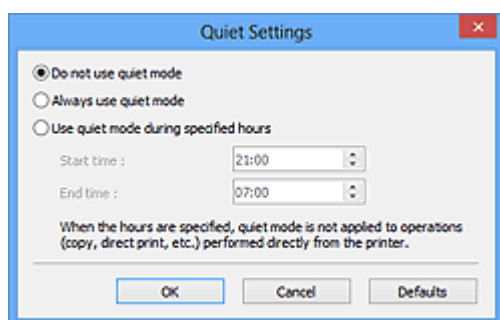 Quiet Settings
Do not use quiet mode
Always use quiet mode
Use quiet mode during specified hours
Start time : 21:00
End time : 07:00
When the hours are specified, quiet mode is not applied to operations
(copy, direct print, etc.) performed directly from the printer.
OK Cancel Defaults